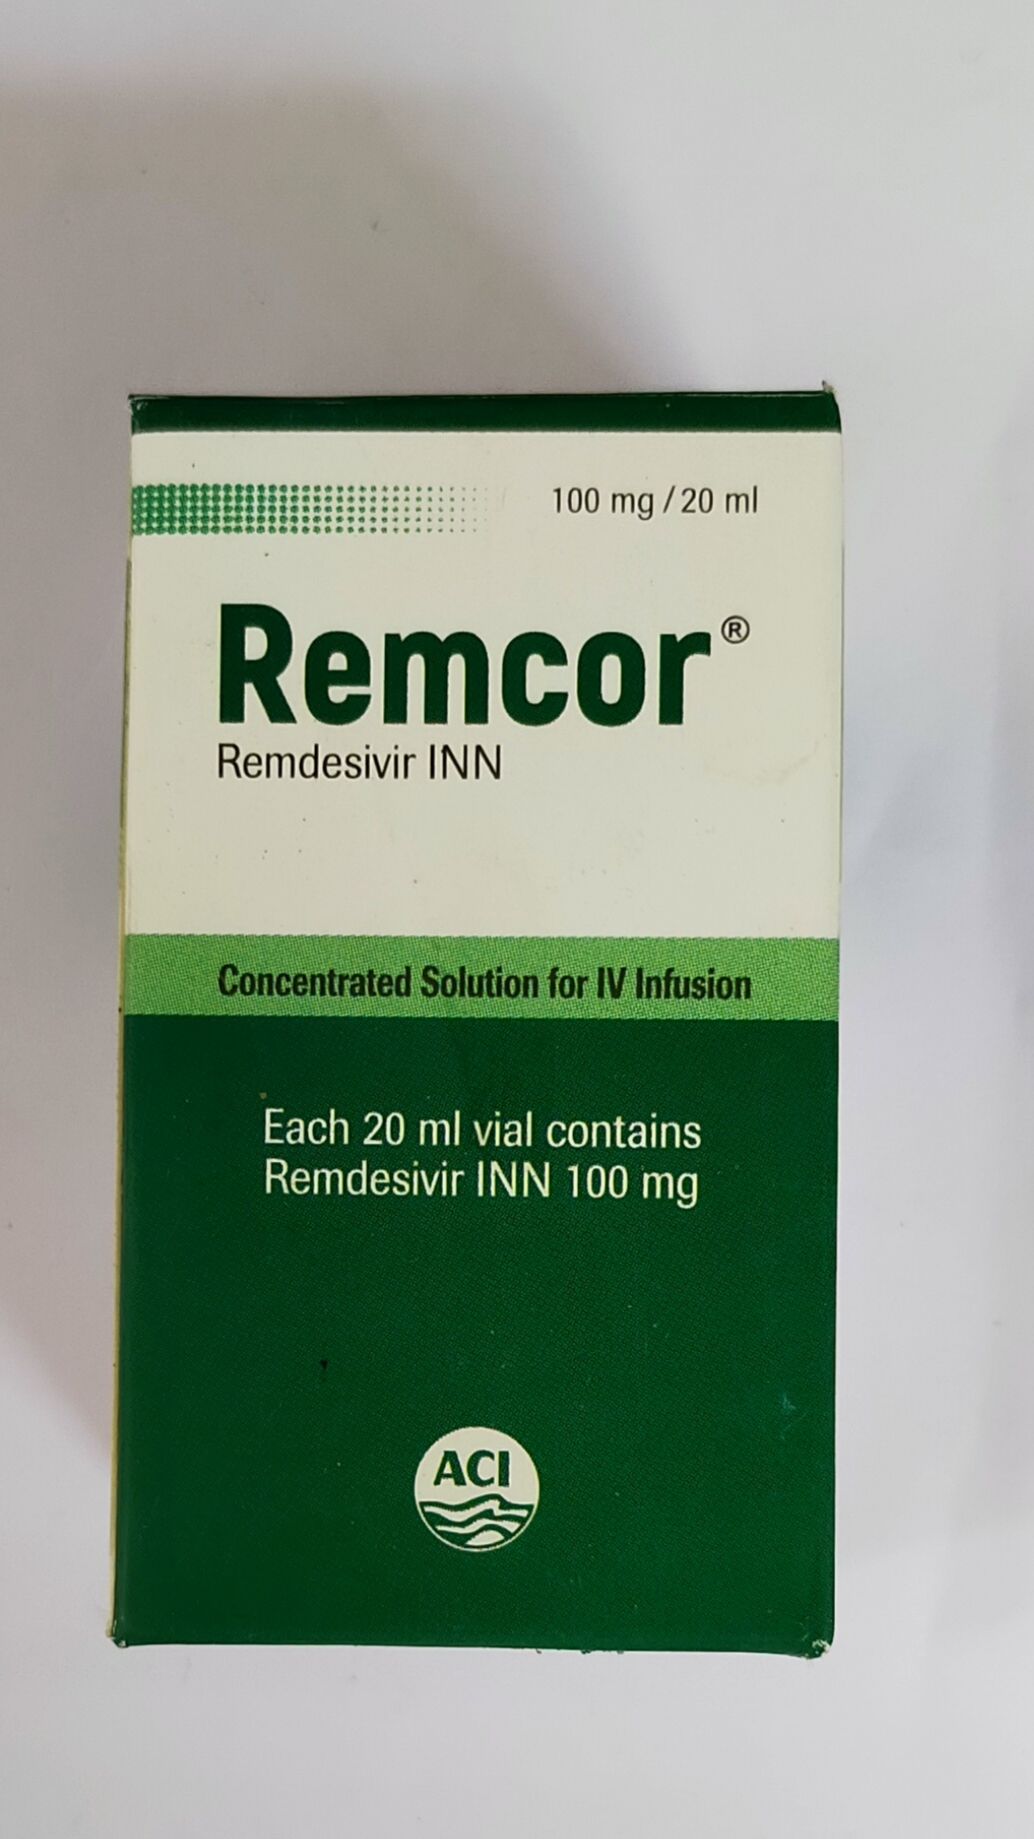 100 mg / 20 ml
Remcor®
Remdesivir INN
Concentrated Solution for IV Infusion
Each 20 ml vial contains
Remdesivir INN 100 mg
ACI